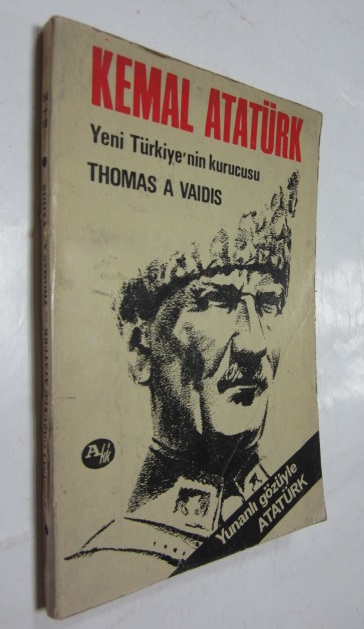 KEMAL ATATÜRK
Yeni Türkiye'nin kurucusu
THOMAS A VAIDIS
Yunanlı gözüyle
ATATÜRK